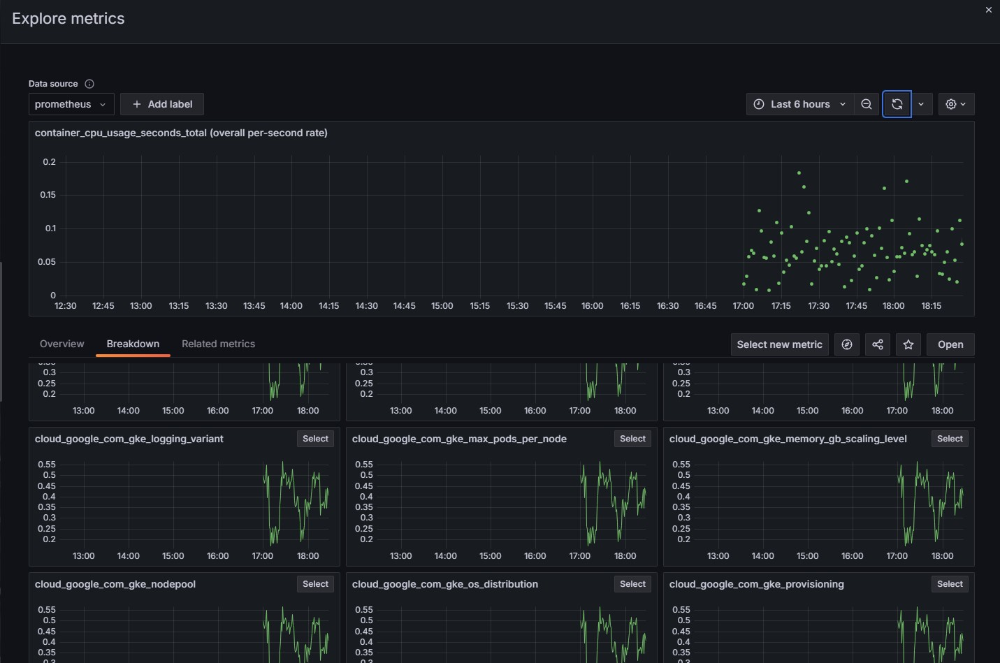 Explore metrics
Data source
prometheus
Add label
Last 6 hours
container_cpu_usage_seconds_total (overall per-second rate)
0.2
0.15
0.1
0.05
0
12:30 12:45 13:00 13:15 13:30 13:45 14:00 14:15 14:30 14:45 15:00 15:15 15:30 15:45 16:00 16:15 16:30 16:45 17:00 17:15 17:30 17:45 18:00 18:15
Overview Breakdown Related metrics
Select new metric
Open
0.3 0.3 0.3
0.25 0.25 0.25
0.2 0.2 0.2
13:00 14:00 15:00 16:00 17:00 18:00 13:00 14:00 15:00 16:00 17:00 18:00 13:00 14:00 15:00 16:00 17:00 18:00
cloud_google_com_gke_logging_variant Select cloud_google_com_gke_max_pods_per_node Select cloud_google_com_gke_memory_gb_scaling_level Select
0.55 0.55 0.55
0.5 0.5 0.5
0.45 0.45 0.45
0.4 0.4 0.4
0.35 0.35 0.35
0.3 0.3 0.3
0.25 0.25 0.25
0.2 0.2 0.2
13:00 14:00 15:00 16:00 17:00 18:00 13:00 14:00 15:00 16:00 17:00 18:00 13:00 14:00 15:00 16:00 17:00 18:00
cloud_google_com_gke_nodepool Select cloud_google_com_gke_os_distribution Select cloud_google_com_gke_provisioning Select
0.55 0.55 0.55
0.5 0.5 0.5
0.45 0.45 0.45
0.4 0.4 0.4
0.35 0.35 0.35